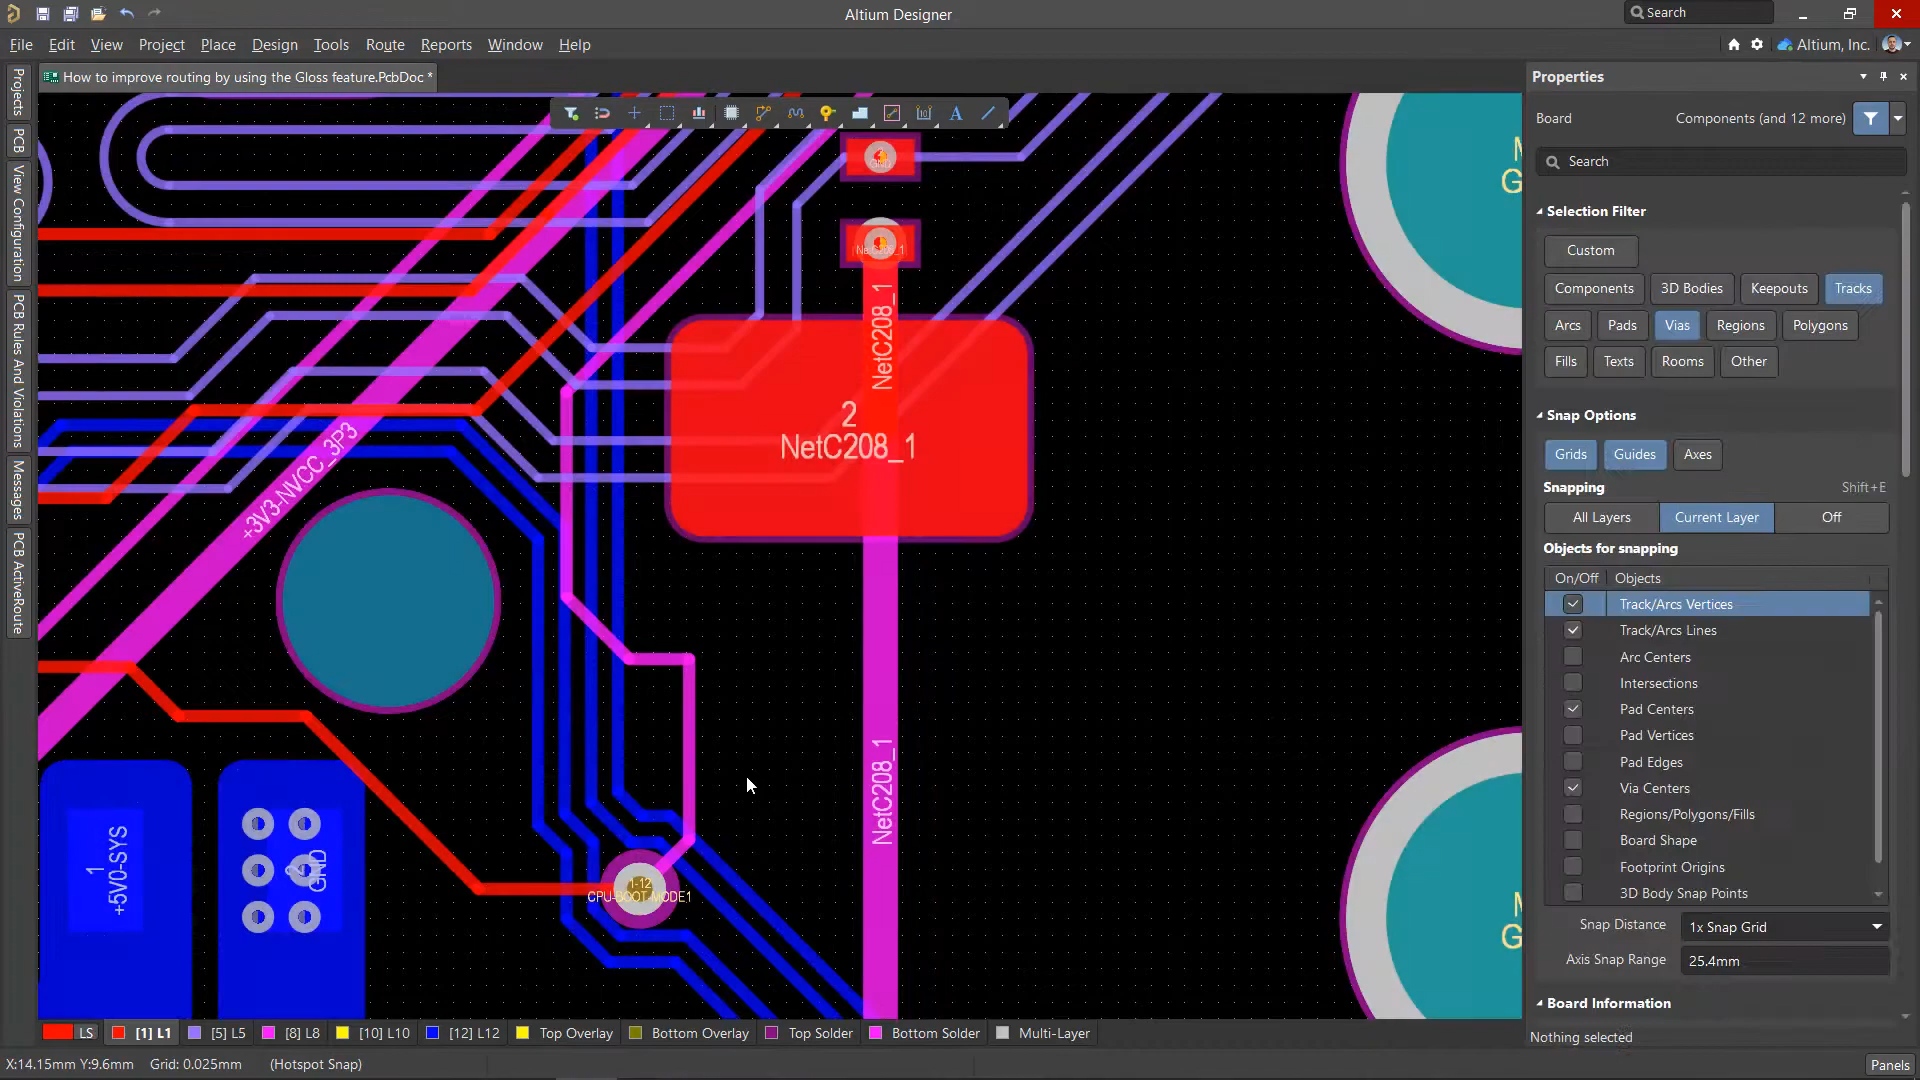 Altium Designer
Search
File Edit View Project Place Design Tools Route Reports Window Help
Altium, Inc.
How to improve routing by using the Gloss feature.PcbDoc *
Projects
PCB
View Configuration
PCB Rules And Violations
Messages
PCB ActiveRoute
NetC208_1
NetC208_1
2
NetC208_1
+3V3-NVCC_3P3
NetC208_1
1
+5V0-SYS
2
GND
1-12
CPU-BOOT-MODE1
G
G
Properties
Board Components (and 12 more)
Search
Selection Filter
Custom
Components 3D Bodies Keepouts Tracks
Arcs Pads Vias Regions Polygons
Fills Texts Rooms Other
Snap Options
Grids Guides Axes
Snapping Shift+E
All Layers Current Layer Off
Objects for snapping
On/Off Objects
Track/Arcs Vertices
Track/Arcs Lines
Arc Centers
Intersections
Pad Centers
Pad Vertices
Pad Edges
Via Centers
Regions/Polygons/Fills
Board Shape
Footprint Origins
3D Body Snap Points
Snap Distance 1x Snap Grid
Axis Snap Range 25.4mm
Board Information
Nothing selected
LS [1] L1 [5] L5 [8] L8 [10] L10 [12] L12 Top Overlay Bottom Overlay Top Solder Bottom Solder Multi-Layer
X:14.15mm Y:9.6mm Grid: 0.025mm (Hotspot Snap)
Panels